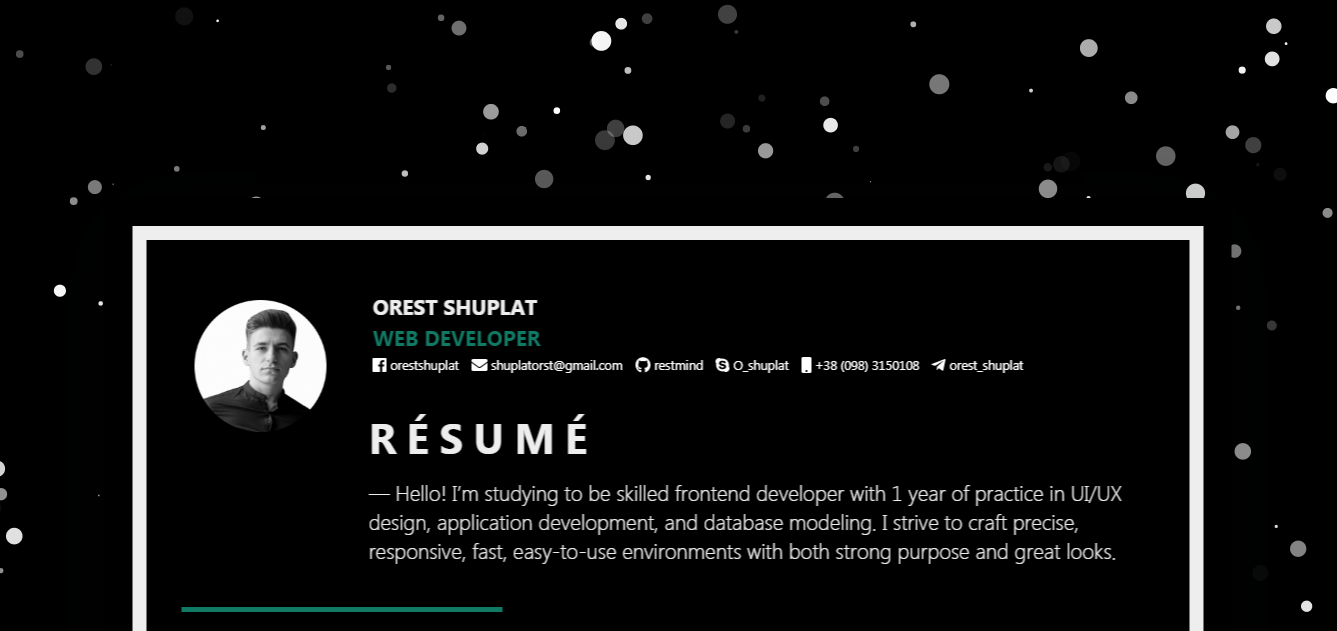 OREST SHUPLAT
WEB DEVELOPER
orestshuplat shuplatorst@gmail.com restmind O_shuplat +38 (098) 3150108 orest_shuplat
RÉSUMÉ
— Hello! I’m studying to be skilled frontend developer with 1 year of practice in UI/UX
design, application development, and database modeling. I strive to craft precise,
responsive, fast, easy-to-use environments with both strong purpose and great looks.